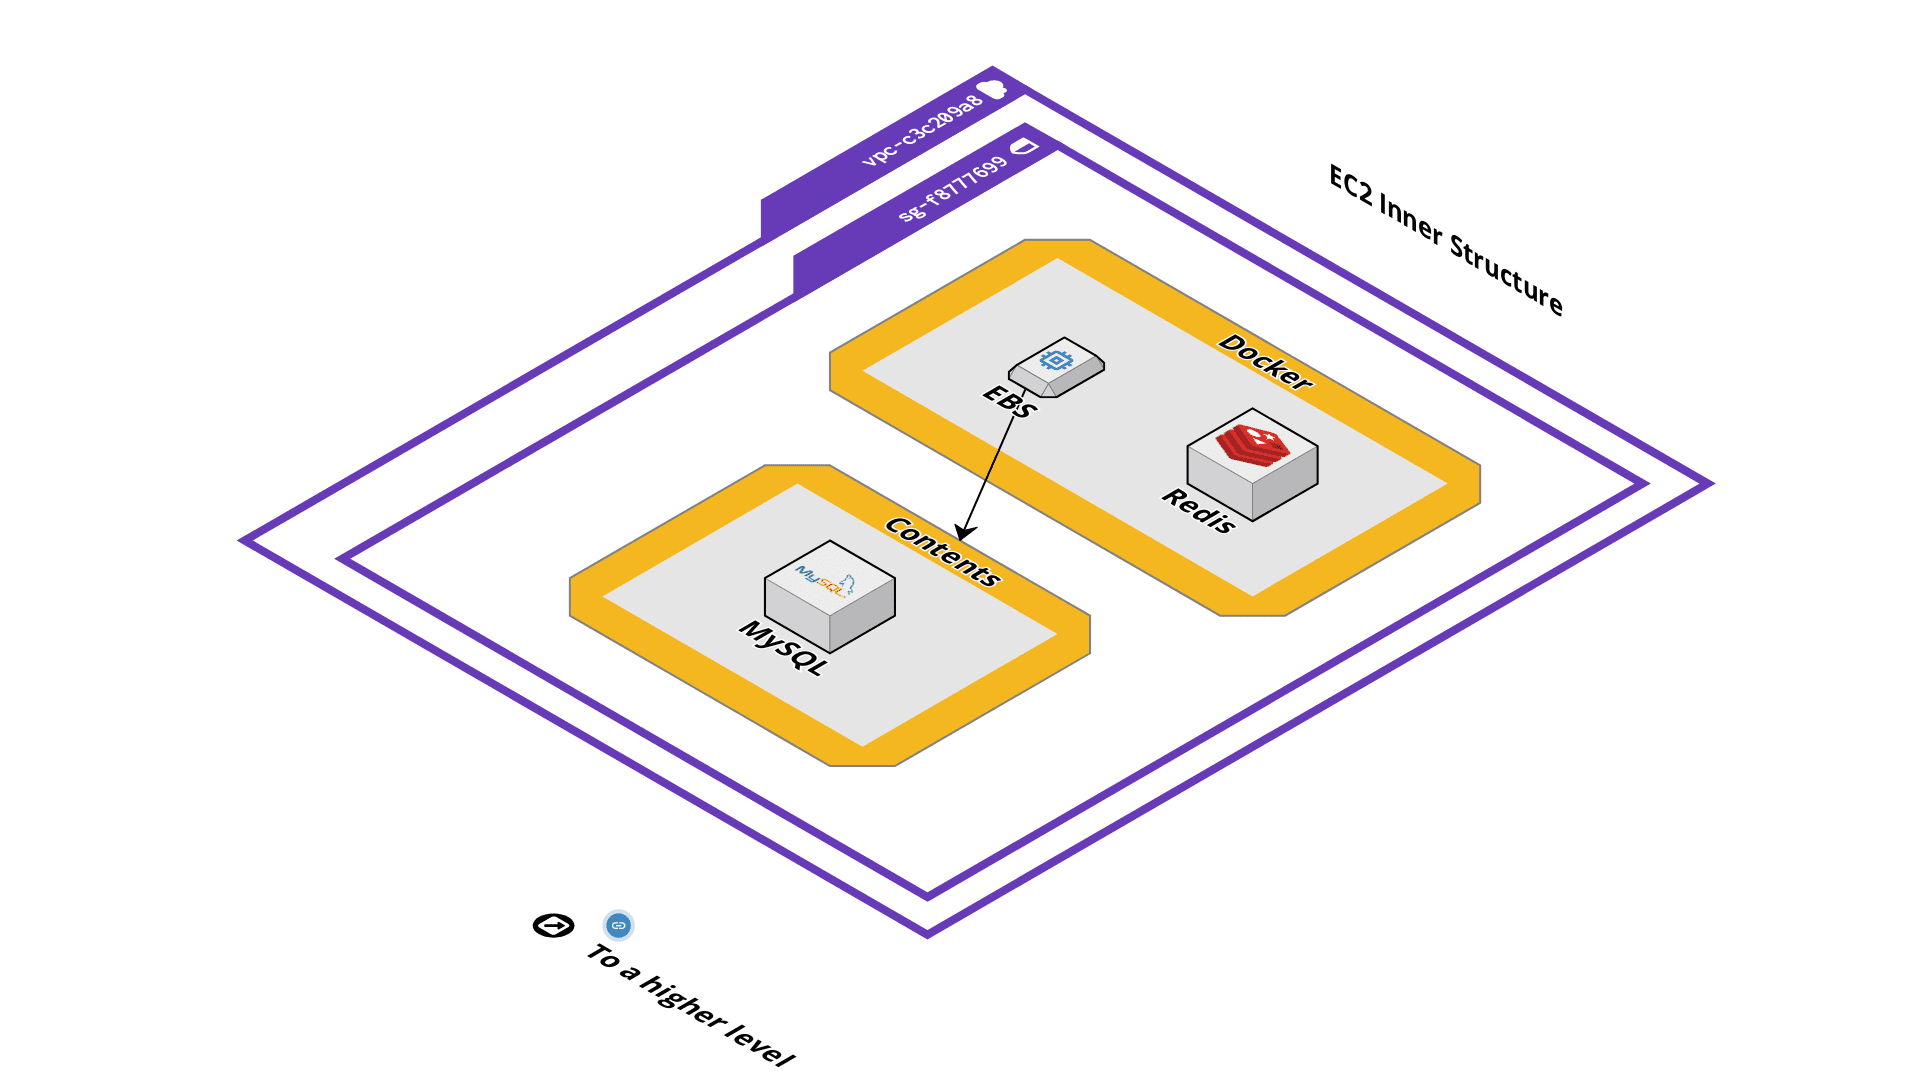 vpc-c3c209a8
sg-f8777699
EC2 Inner Structure
Docker
EBS
Redis
Contents
MySQL
MySQL
To a higher level